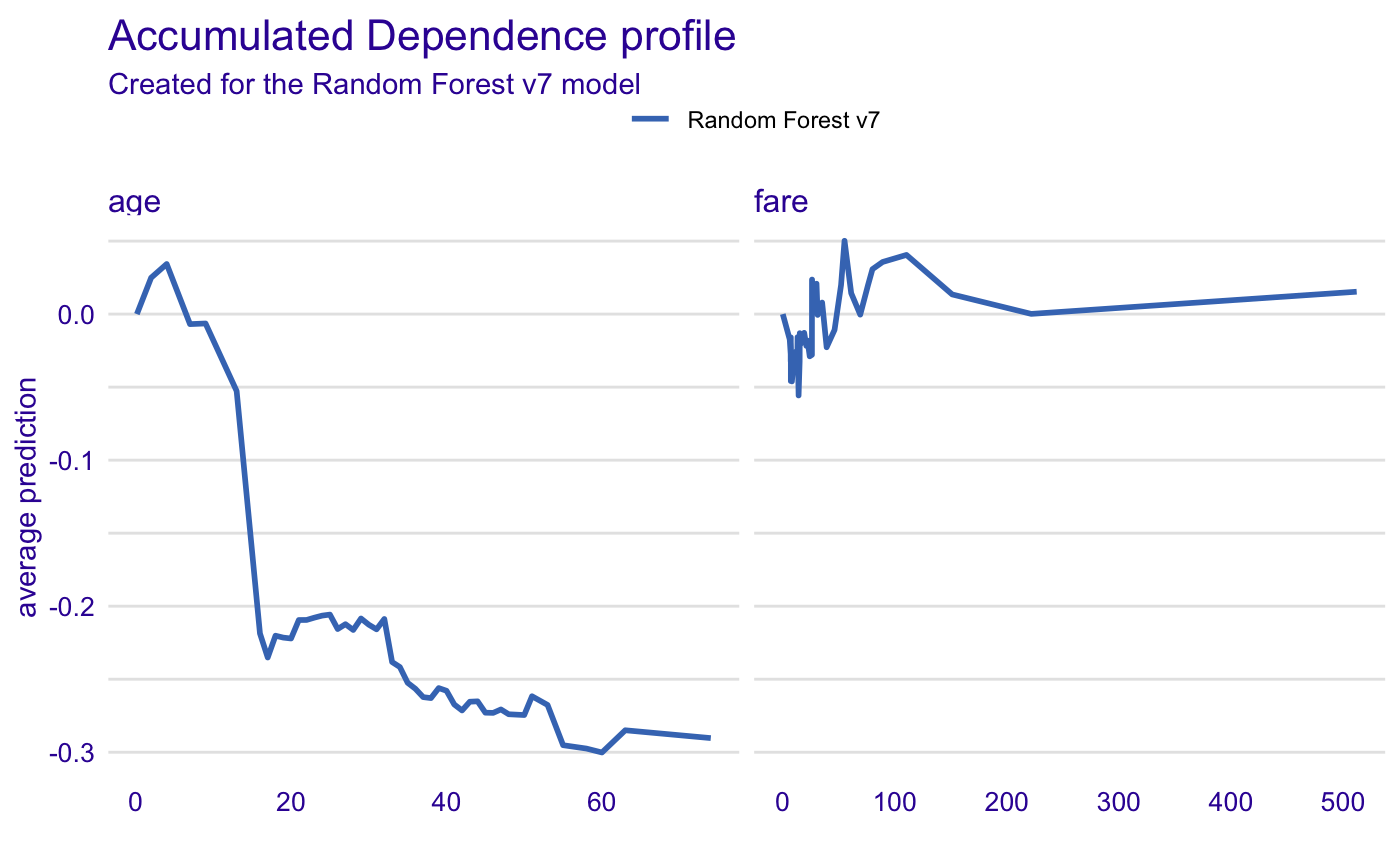 Accumulated Dependence profile
Created for the Random Forest v7 model
Random Forest v7
age
fare
average prediction
0.0
-0.1
-0.2
-0.3
0 20 40 60
0 100 200 300 400 500